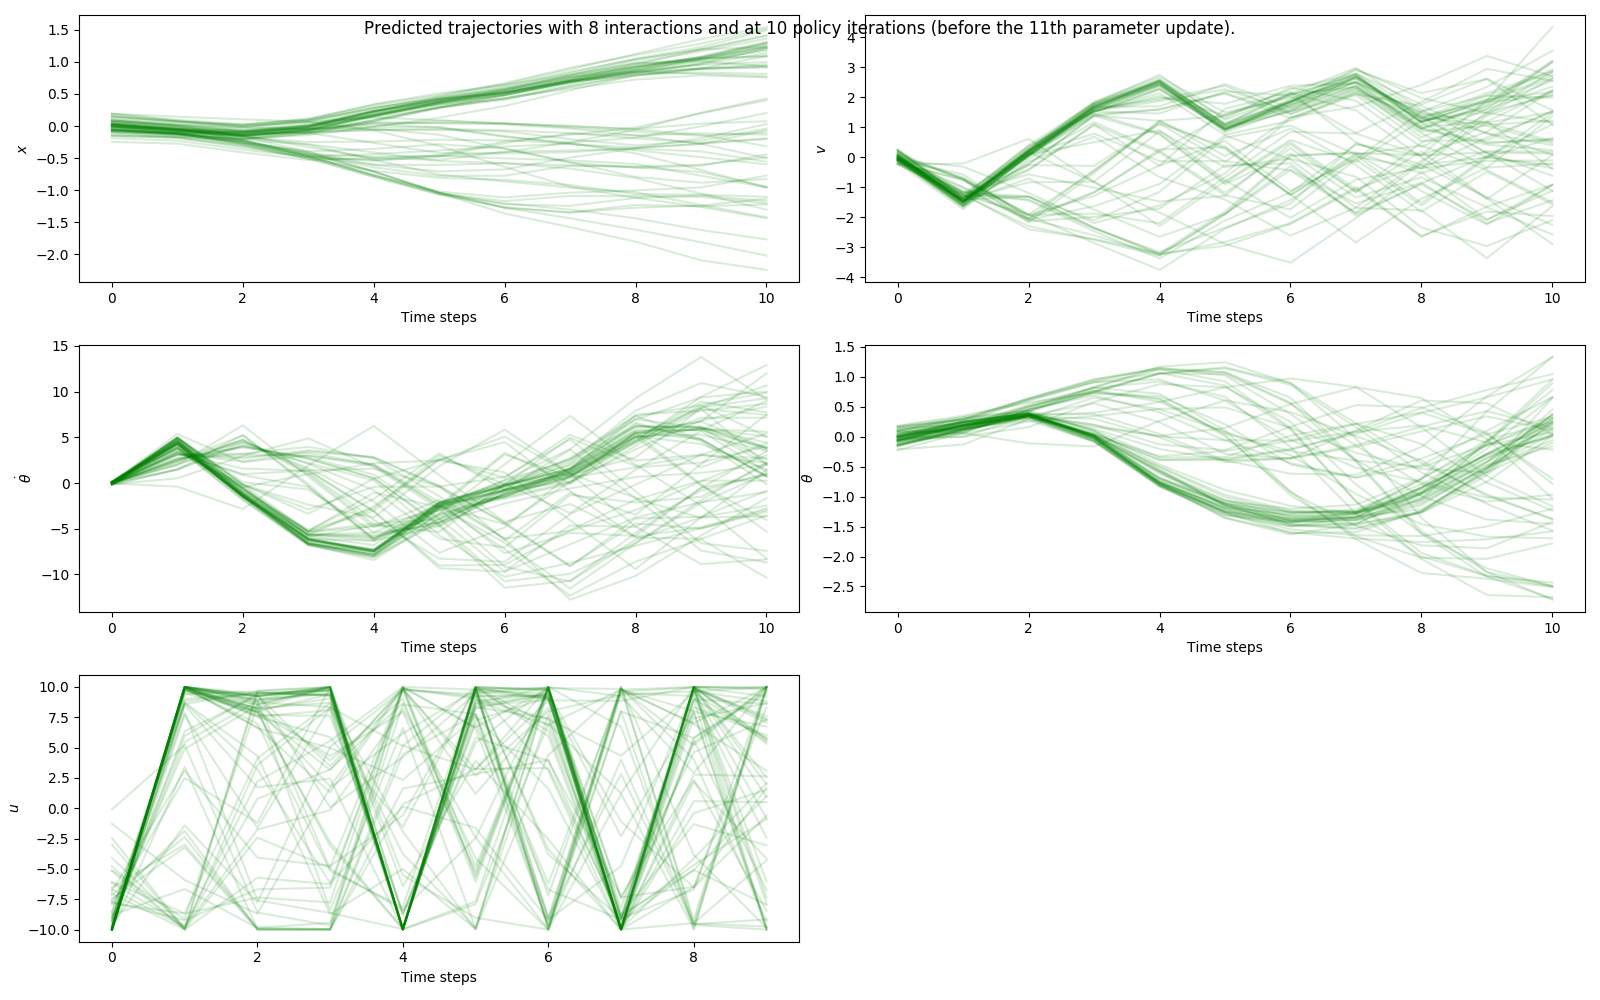 Predicted trajectories with 8 interactions and at 10 policy iterations (before the 11th parameter update).
1.5
1.0
0.5
0.0
−0.5
−1.0
−1.5
−2.0
x
0 2 4 6 8 10
Time steps
4
3
2
1
0
−1
−2
−3
−4
v
0 2 4 6 8 10
Time steps
15
10
5
0
−5
−10
θ̇
0 2 4 6 8 10
Time steps
1.5
1.0
0.5
0.0
−0.5
−1.0
−1.5
−2.0
−2.5
θ
0 2 4 6 8 10
Time steps
10.0
7.5
5.0
2.5
0.0
−2.5
−5.0
−7.5
−10.0
u
0 2 4 6 8
Time steps